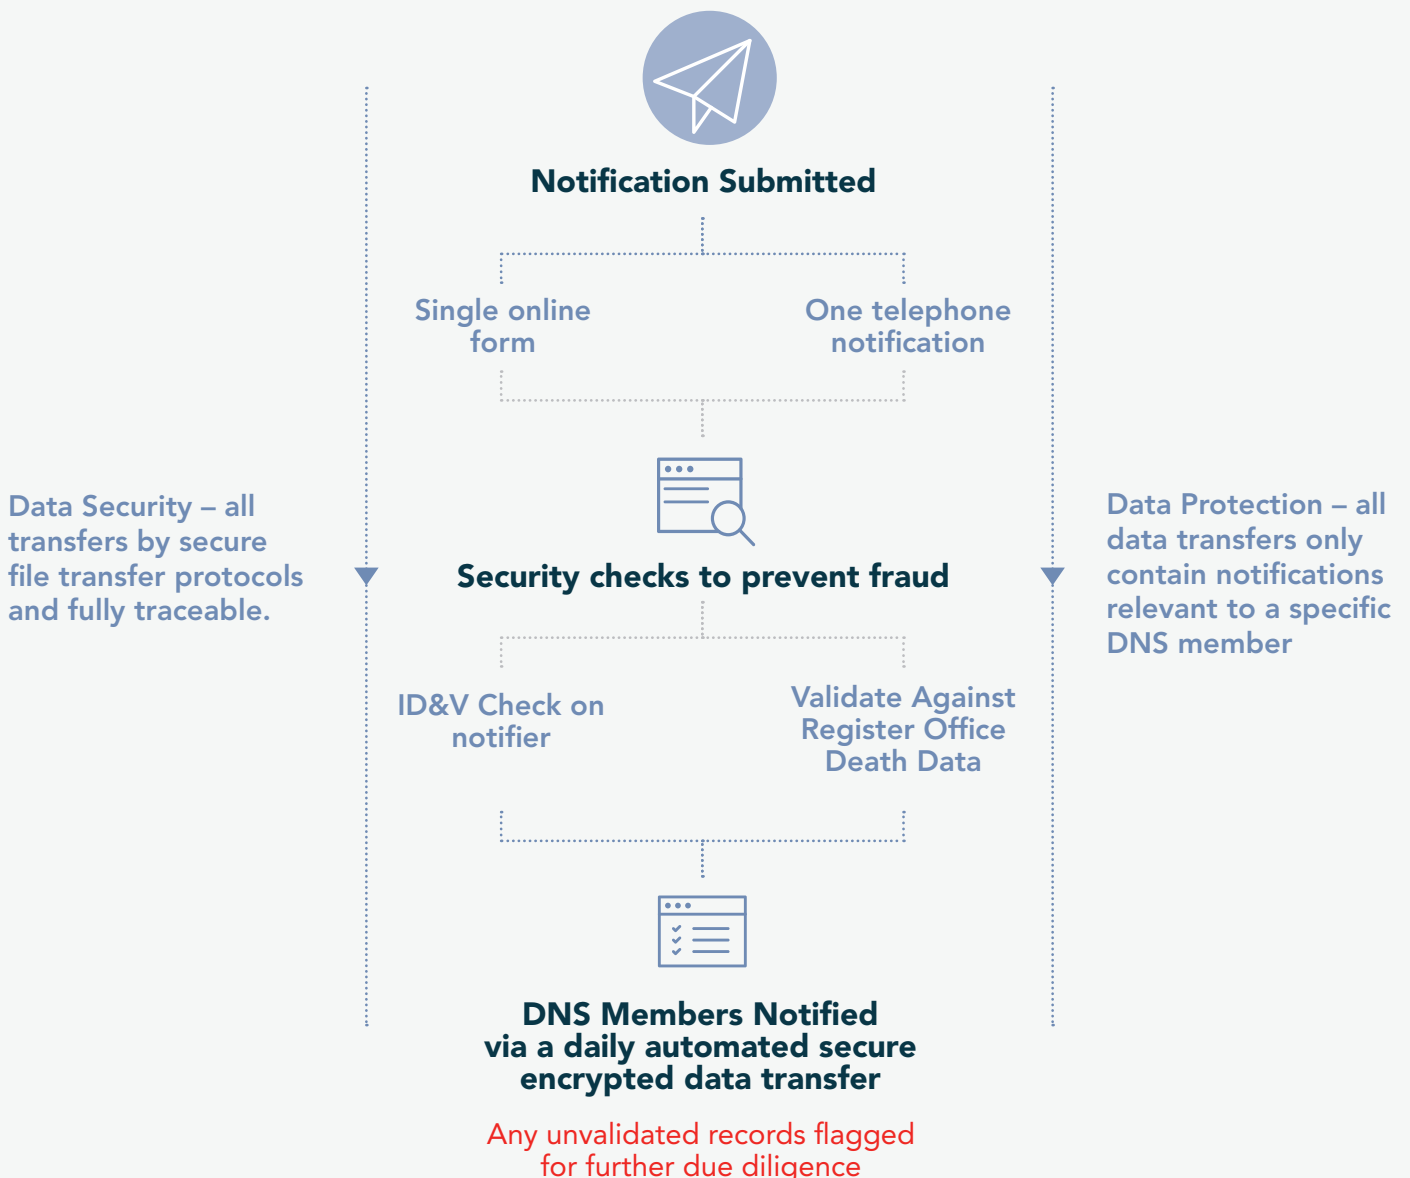 Notification Submitted
Single online
form
One telephone
notification
Data Security – all
transfers by secure
file transfer protocols
and fully traceable.
Security checks to prevent fraud
Data Protection – all
data transfers only
contain notifications
relevant to a specific
DNS member
ID&V Check on
notifier
Validate Against
Register Office
Death Data
DNS Members Notified
via a daily automated secure
encrypted data transfer
Any unvalidated records flagged
for further due diligence